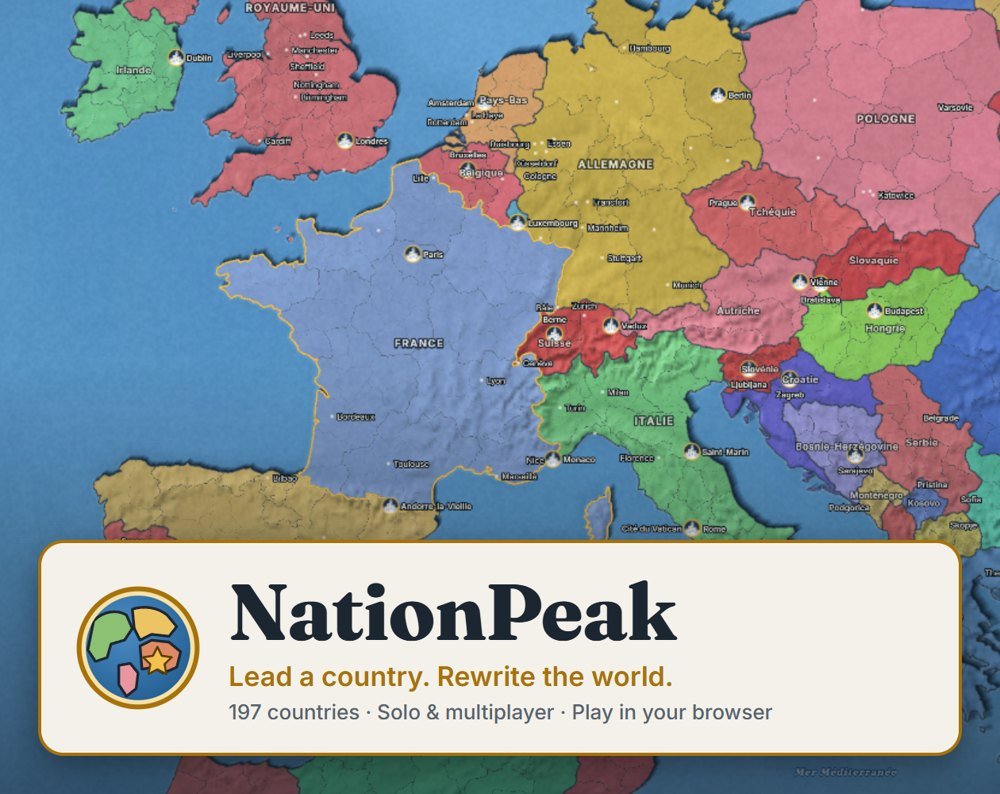 ROYAUME-UNI
Leeds
Liverpool
Manchester
Sheffield
Nottingham
Birmingham
Irlande
Dublin
Cardiff
Londres
Hambourg
Berlin
Amsterdam
Pays-Bas
La Haye
Rotterdam
Varsovie
POLOGNE
Duisbourg
Essen
Bruxelles
Düsseldorf
ALLEMAGNE
Belgique
Cologne
Lille
Katowice
Francfort
Prague
Tchéquie
Luxembourg
Mannheim
Paris
Stuttgart
Slovaquie
Munich
Vienne
Bratislava
Bâle
Zurich
Autriche
Budapest
Berne
Vaduz
Hongrie
FRANCE
Suisse
Genève
Slovénie
Lyon
Ljubljana
Croatie
Milan
Zagreb
Turin
Bordeaux
ITALIE
Belgrade
Bosnie-Herzégovine
Serbie
Nice
Monaco
Florence
Saint-Marin
Toulouse
Sarajevo
Marseille
Bilbao
Pristina
Monténégro
Sofia
Andorre-la-Vieille
Podgorica
Kosovo
Cité du Vatican
Rome
Skopje
NationPeak
Lead a country. Rewrite the world.
197 countries · Solo & multiplayer · Play in your browser
Mer Méditerranée